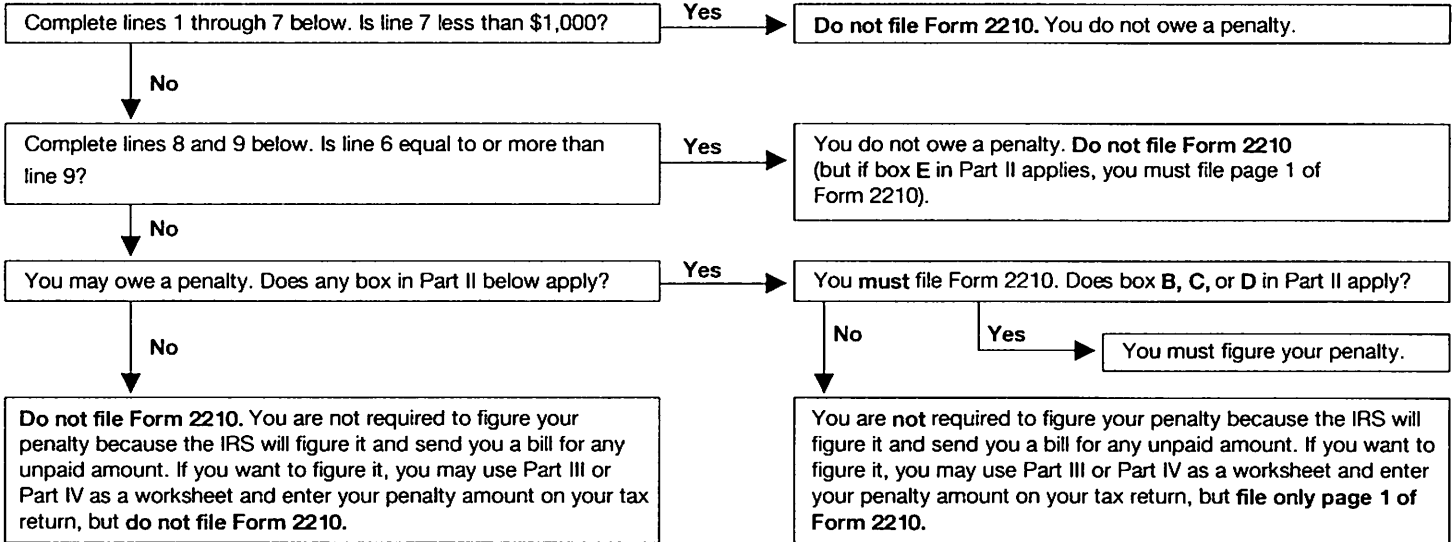 Complete lines 1 through 7 below. Is line 7 less than $1,000?
Yes
Do not file Form 2210. You do not owe a penalty.
No
Complete lines 8 and 9 below. Is line 6 equal to or more than
line 9?
Yes
You do not owe a penalty. Do not file Form 2210
(but if box E in Part II applies, you must file page 1 of
Form 2210).
No
You may owe a penalty. Does any box in Part II below apply?
Yes
You must file Form 2210. Does box B, C, or D in Part II apply?
No
Yes
You must figure your penalty.
No
Do not file Form 2210. You are not required to figure your
penalty because the IRS will figure it and send you a bill for any
unpaid amount. If you want to figure it, you may use Part III or
Part IV as a worksheet and enter your penalty amount on your tax
return, but do not file Form 2210.
You are not required to figure your penalty because the IRS will
figure it and send you a bill for any unpaid amount. If you want to
figure it, you may use Part III or Part IV as a worksheet and enter
your penalty amount on your tax return, but file only page 1 of
Form 2210.